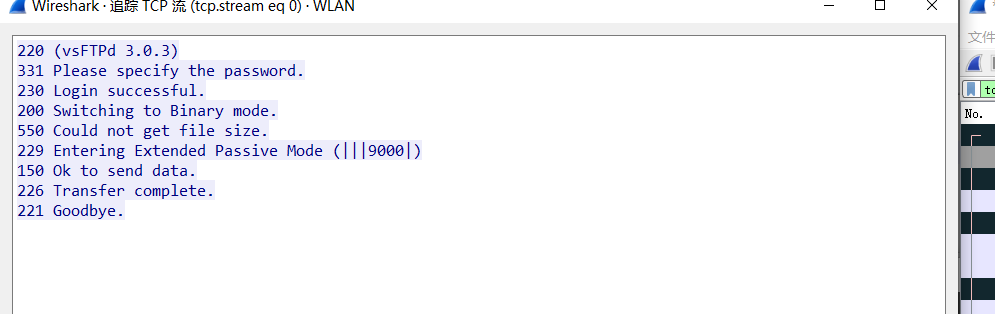 Wireshark · 追踪 TCP 流 (tcp.stream eq 0) · WLAN
220 (vsFTPd 3.0.3)
331 Please specify the password.
230 Login successful.
200 Switching to Binary mode.
550 Could not get file size.
229 Entering Extended Passive Mode (|||9000|)
150 Ok to send data.
226 Transfer complete.
221 Goodbye.
文件
No.